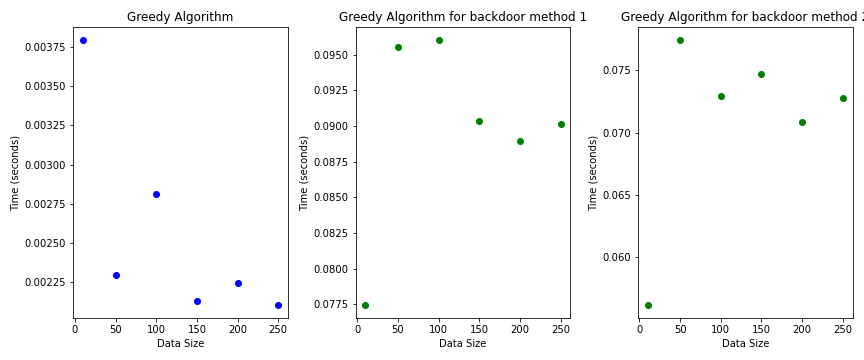 Greedy Algorithm
Time (seconds)
0.00375
0.00350
0.00325
0.00300
0.00275
0.00250
0.00225
0 50 100 150 200 250
Data Size
Greedy Algorithm for backdoor method 1
Time (seconds)
0.0950
0.0925
0.0900
0.0875
0.0850
0.0825
0.0800
0.0775
0 50 100 150 200 250
Data Size
Greedy Algorithm for backdoor method 2
Time (seconds)
0.075
0.070
0.065
0.060
0 50 100 150 200 250
Data Size